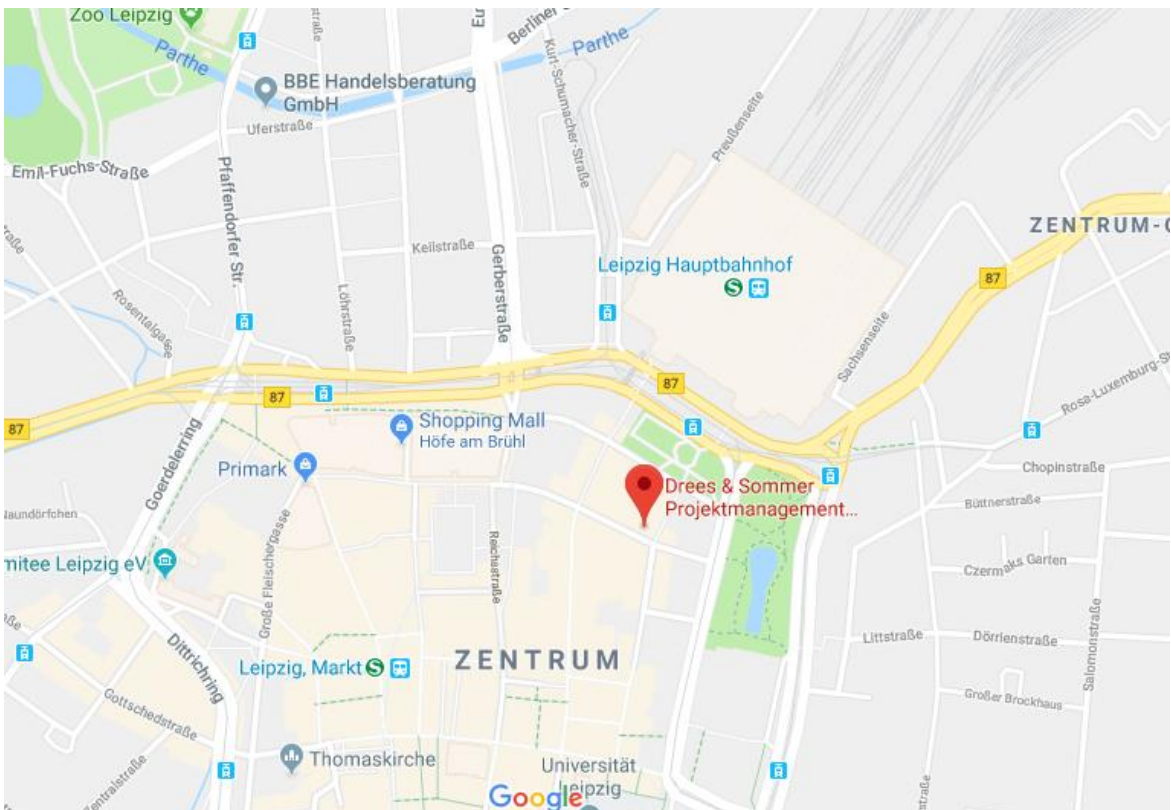 Zoo Leipzig
Parthe
BBE Handelsberatung
GmbH
Uferstraße
Emil-Fuchs-Straße
Pfaffendorfer Str.
Berliner
Parthe
Kurt-Schumacher-Straße
Preußenseite
ZENTRUM-
Keilstraße
Gerberstraße
Leipzig Hauptbahnhof
S
87
Rosentalgasse
Löhrstraße
Sachsenseite
87
87
87
Rosa-Luxemburg-St
Goerdelerring
Shopping Mall
Höfe am Brühl
Primark
Drees & Sommer
Projektmanagement...
Chopinstraße
Büttnerstraße
Naundörfchen
Große Fleischergasse
Reichsstraße
mitee Leipzig eV
Czermaks Garten
Littstraße
Dörrienstraße
Salomonstraße
Dittrichring
Leipzig, Markt
S
ZENTRUM
Großer Brockhaus
Gottschedstraße
Thomaskirche
Universität
Leipzig
Zentralstraße
Google